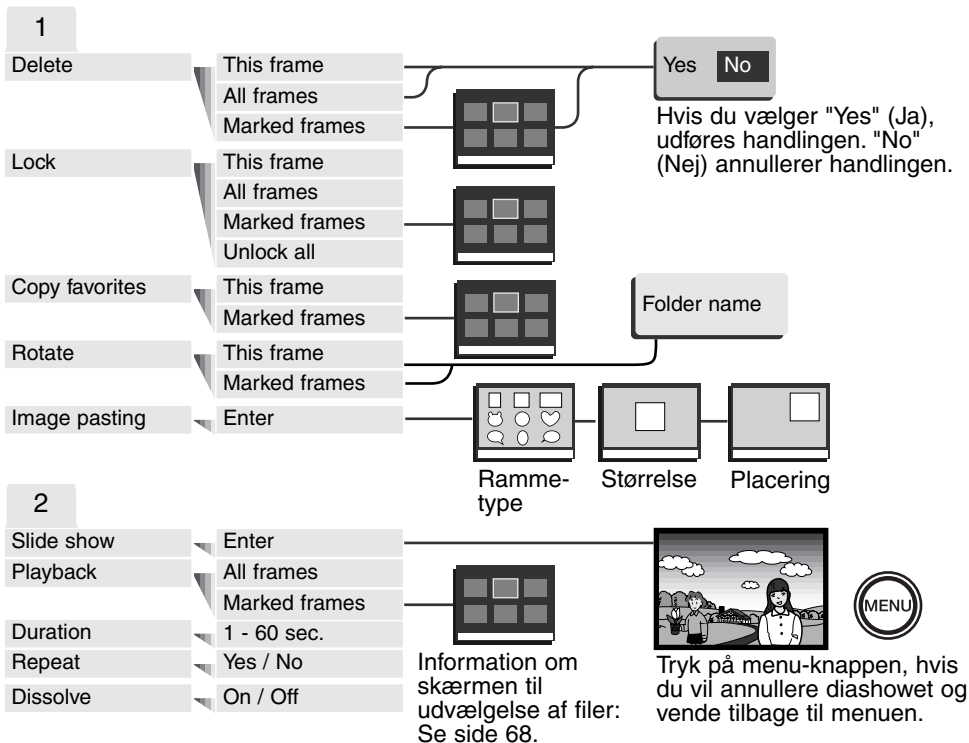 1
Delete
This frame
All frames
Marked frames
Yes No
Hvis du vælger "Yes" (Ja),
udføres handlingen. "No"
(Nej) annullerer handlingen.
Lock
This frame
All frames
Marked frames
Unlock all
Copy favorites
This frame
Marked frames
Folder name
Rotate
This frame
Marked frames
Image pasting
Enter
Ramme-
type
Størrelse
Placering
2
Slide show
Enter
Playback
All frames
Marked frames
Duration
1 - 60 sec.
Repeat
Yes / No
Dissolve
On / Off
Information om
skærmen til
udvælgelse af filer:
Se side 68.
MENU
Tryk på menu-knappen, hvis
du vil annullere diashowet og
vende tilbage til menuen.